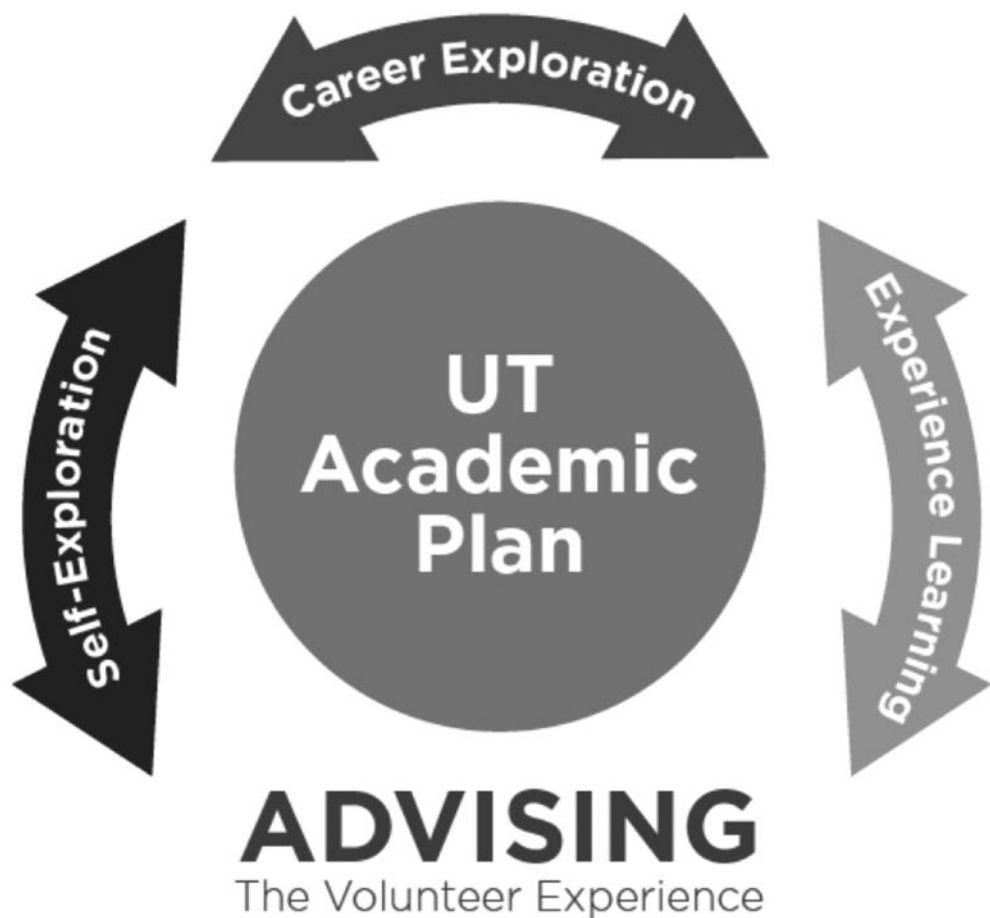 Career Exploration
Self-Exploration
Experience Learning
UT
Academic
Plan
ADVISING
The Volunteer Experience